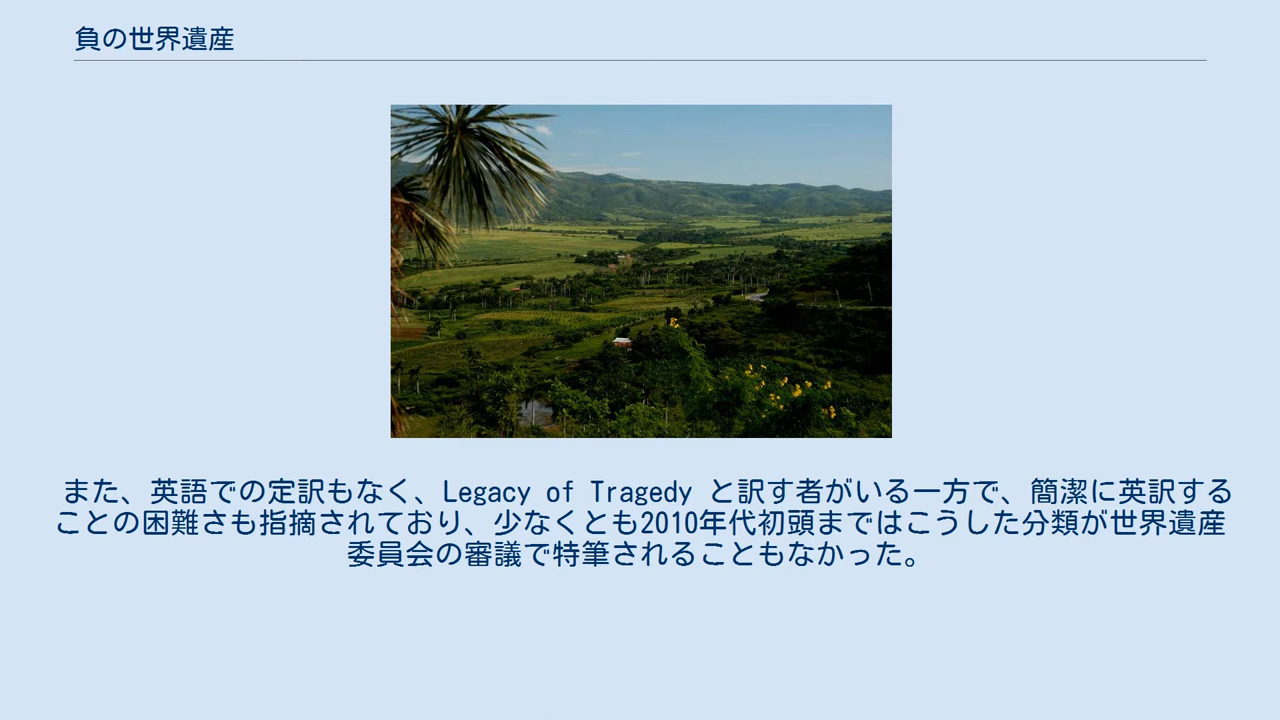 負の世界遺産
また、英語での定訳もなく、Legacy of Tragedy と訳す者がいる一方で、簡潔に英訳する
ことの困難さも指摘されており、少なくとも2010年代初頭まではこうした分類が世界遺産
委員会の審議で特筆されることもなかった。